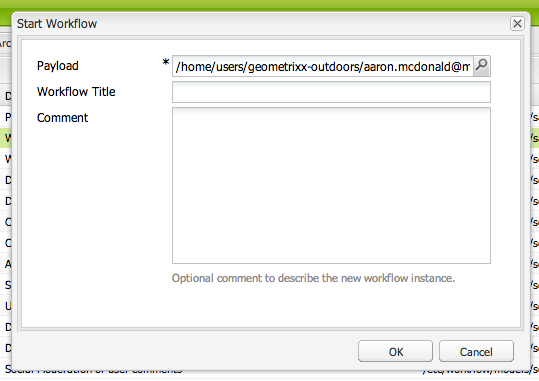 Start Workflow
Payload * /home/users/geometrixx-outdoors/aaron.mcdonald@m
Workflow Title
Comment
Optional comment to describe the new workflow instance.
OK Cancel